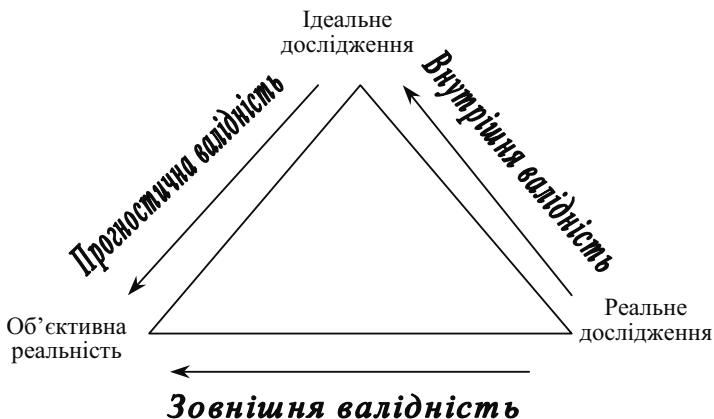 Ідеальне
дослідження
Прогностична валідність
Внутрішня валідність
Об’єктивна
реальність
Реальне
дослідження
Зовнішня валідність